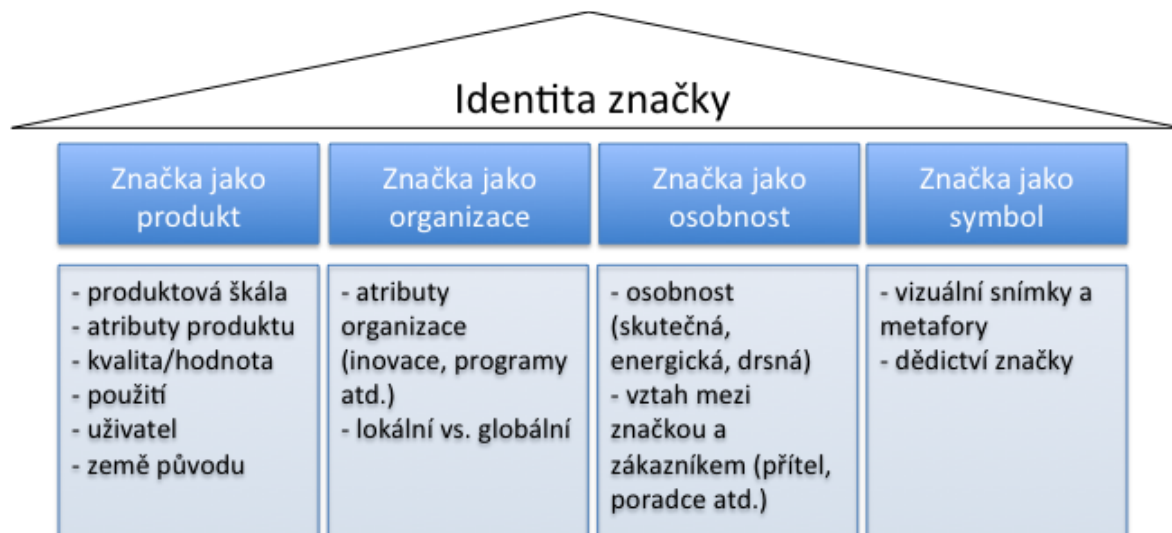 Identita značky
Značka jako
produkt
Značka jako
organizace
Značka jako
osobnost
Značka jako
symbol
- produktová škála
- atributy produktu
- kvalita/hodnota
- použití
- uživatel
- země původu
- atributy
organizace
(inovace, programy
atd.)
- lokální vs. globální
- osobnost
(skutečná,
energická, drsná)
- vztah mezi
značkou a
zákazníkem (přítel,
poradce atd.)
- vizuální snímky a
metafory
- dědictví značky